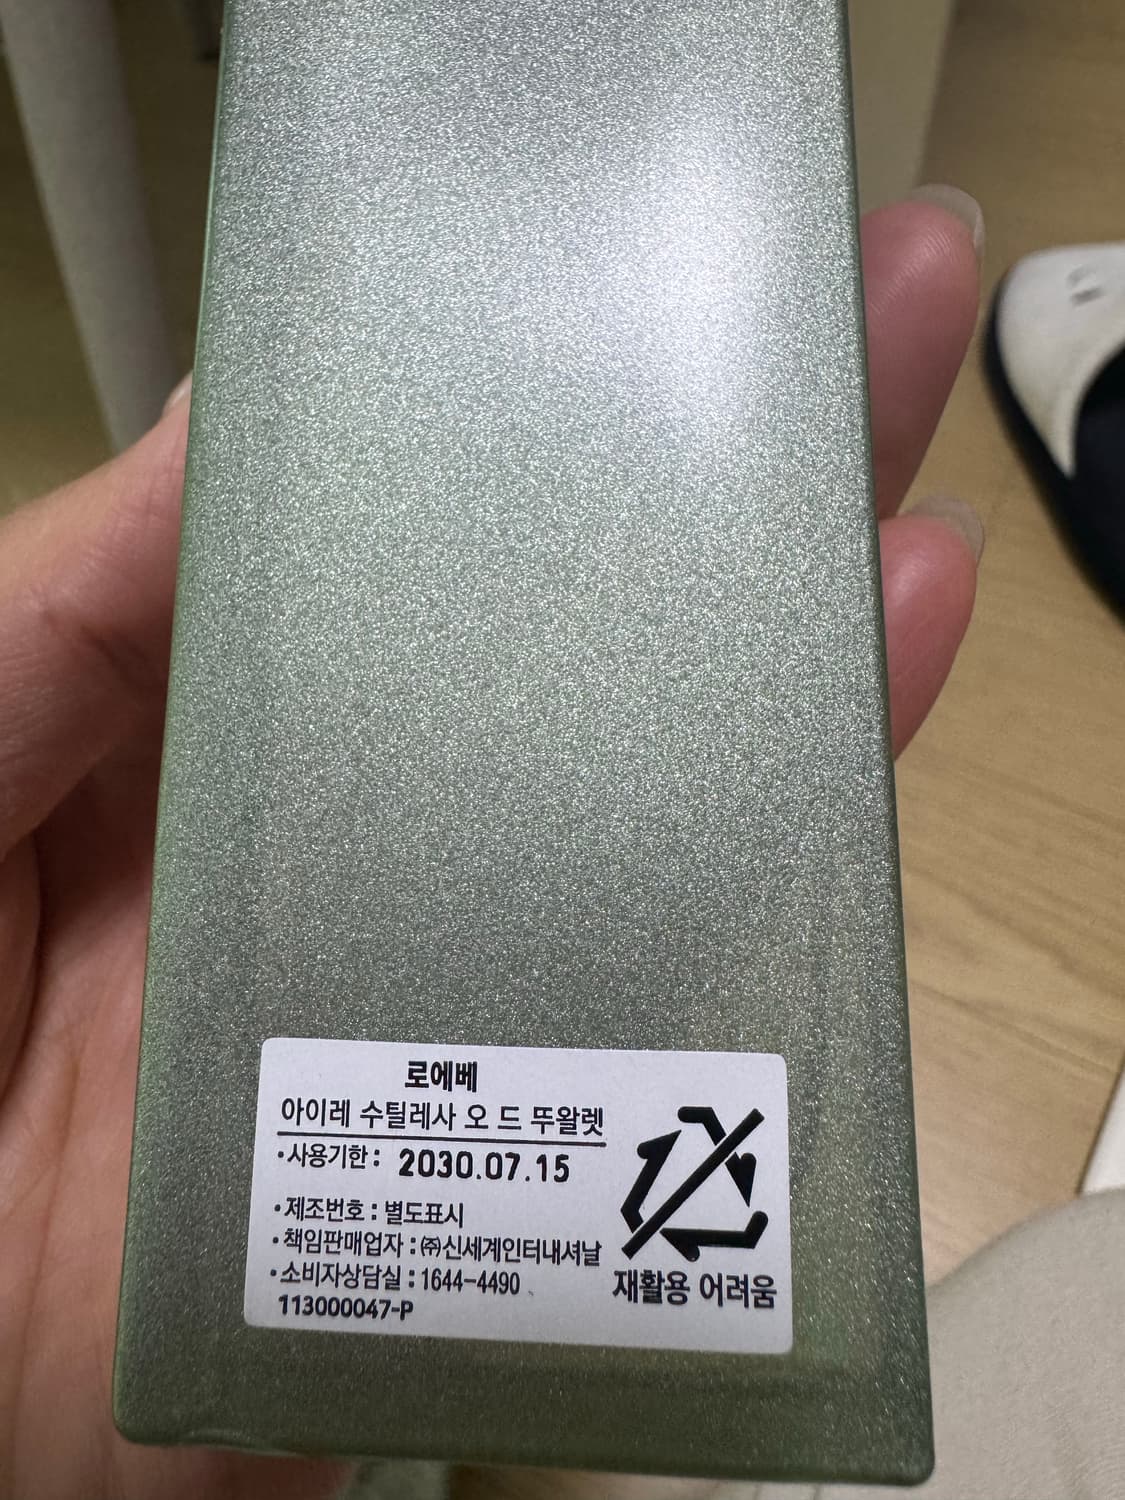 로에베
아이레 수틸레사 오 드 뚜왈렛
•사용기한: 2030.07.15
•제조번호 : 별도표시
•책임판매업자 : ㈜신세계인터내셔날
•소비자상담실 : 1644-4490
113000047-P
재활용 어려움